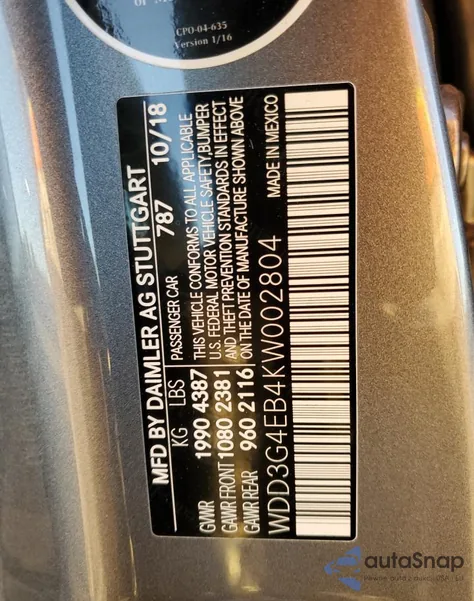 or
CPO-04-635
Version 1/16
MFD BY DAIMLER AG STUTTGART
787 10/18
KG LBS PASSENGER CAR
GVWR 1990 4387
GAWR FRONT 1080 2381
GAWR REAR 960 2116
THIS VEHICLE CONFORMS TO ALL APPLICABLE
U.S. FEDERAL MOTOR VEHICLE SAFETY,BUMPER
AND THEFT PREVENTION STANDARDS IN EFFECT
ON THE DATE OF MANUFACTURE SHOWN ABOVE
WDD3G4EB4KW002804 MADE IN MEXICO
autaSnap